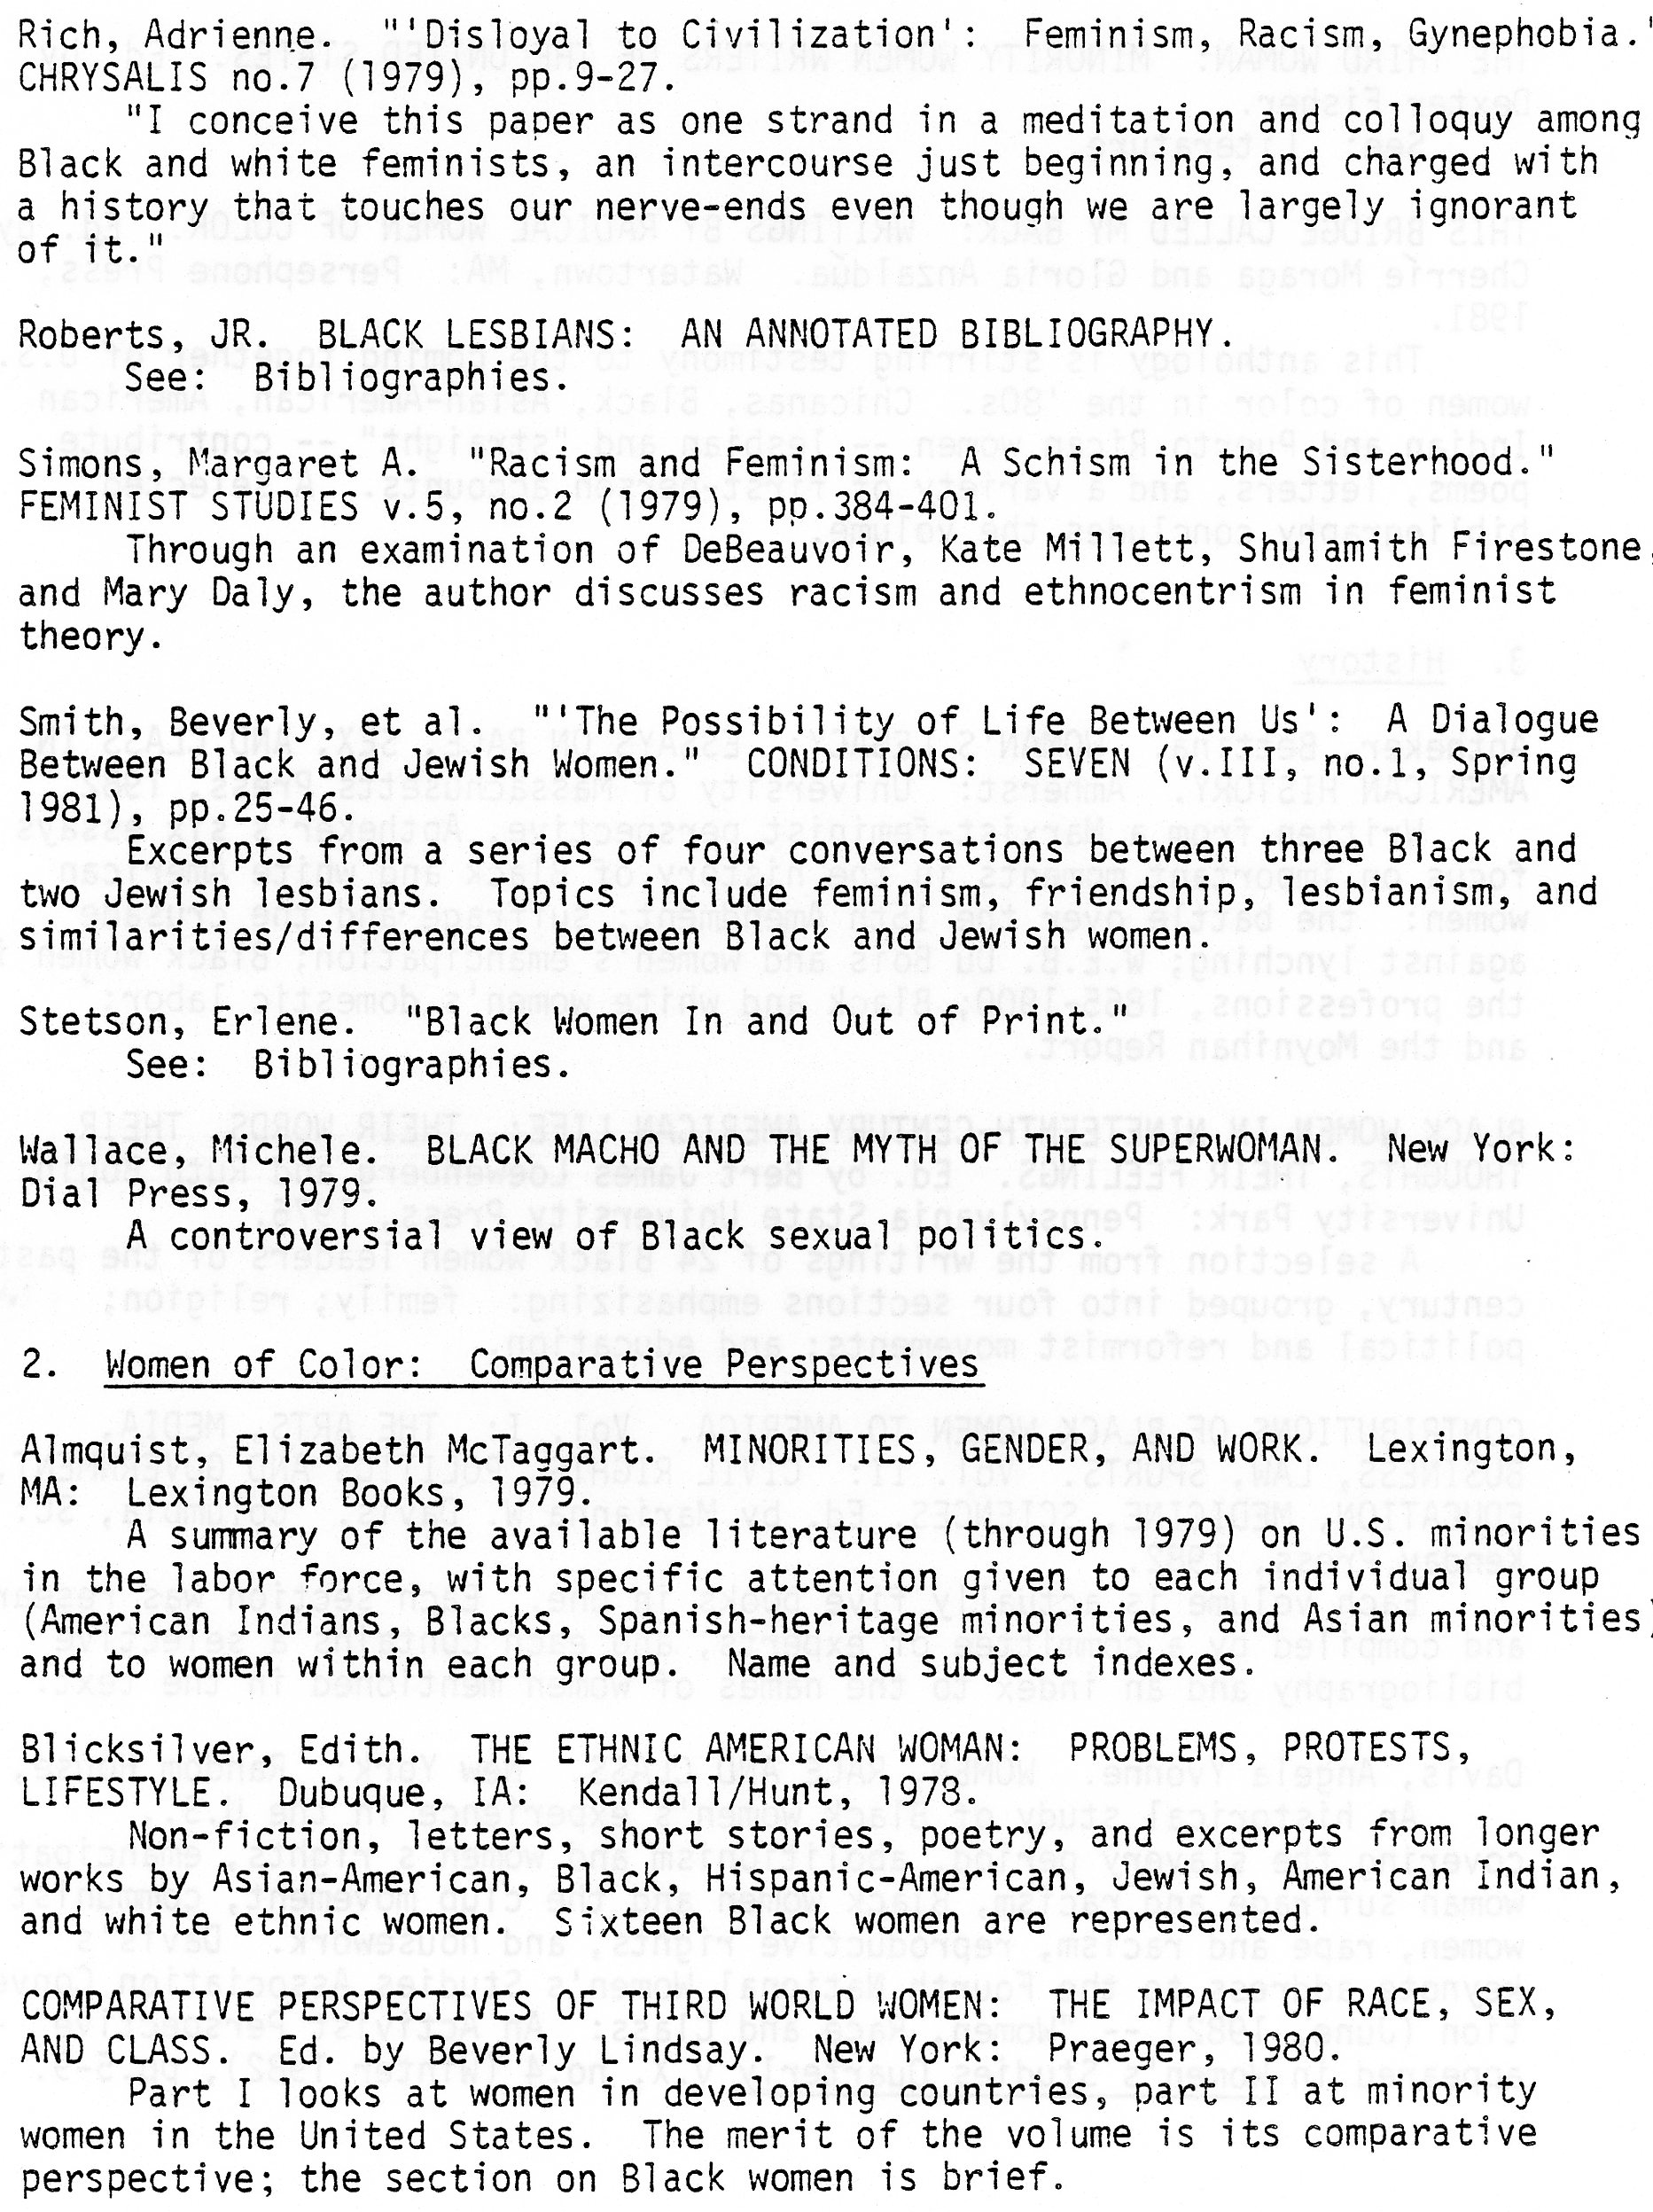 Rich, Adrienne.  "'Disloyal to Civilization':  Feminism, Racism, Gynephobia."
CHRYSALIS no.7 (1979), pp.9-27.
"I conceive this paper as one strand in a meditation and colloquy among
Black and white feminists, an intercourse just beginning, and charged with
a history that touches our nerve-ends even though we are largely ignorant
of it."
Roberts, JR.  BLACK LESBIANS:  AN ANNOTATED BIBLIOGRAPHY.
See:  Bibliographies.
Simons, Margaret A.  "Racism and Feminism:  A Schism in the Sisterhood."
FEMINIST STUDIES v.5, no.2 (1979), pp.384-401.
Through an examination of DeBeauvoir, Kate Millett, Shulamith Firestone,
and Mary Daly, the author discusses racism and ethnocentrism in feminist
theory.
Smith, Beverly, et al.  "'The Possibility of Life Between Us':  A Dialogue
Between Black and Jewish Women."  CONDITIONS:  SEVEN (v.III, no.1, Spring
1981), pp.25-46.
Excerpts from a series of four conversations between three Black and
two Jewish lesbians.  Topics include feminism, friendship, lesbianism, and
similarities/differences between Black and Jewish women.
Stetson, Erlene.  "Black Women In and Out of Print."
See:  Bibliographies.
Wallace, Michele.  BLACK MACHO AND THE MYTH OF THE SUPERWOMAN.  New York:
Dial Press, 1979.
A controversial view of Black sexual politics.
2.  Women of Color:  Comparative Perspectives
Almquist, Elizabeth McTaggart.  MINORITIES, GENDER, AND WORK.  Lexington,
MA:  Lexington Books, 1979.
A summary of the available literature (through 1979) on U.S. minorities
in the labor force, with specific attention given to each individual group
(American Indians, Blacks, Spanish-heritage minorities, and Asian minorities)
and to women within each group.  Name and subject indexes.
Blicksilver, Edith.  THE ETHNIC AMERICAN WOMAN:  PROBLEMS, PROTESTS,
LIFESTYLE.  Dubuque, IA:  Kendall/Hunt, 1978.
Non-fiction, letters, short stories, poetry, and excerpts from longer
works by Asian-American, Black, Hispanic-American, Jewish, American Indian,
and white ethnic women.  Sixteen Black women are represented.
COMPARATIVE PERSPECTIVES OF THIRD WORLD WOMEN:  THE IMPACT OF RACE, SEX,
AND CLASS.  Ed. by Beverly Lindsay.  New York:  Praeger, 1980.
Part I looks at women in developing countries, part II at minority
women in the United States.  The merit of the volume is its comparative
perspective; the section on Black women is brief.